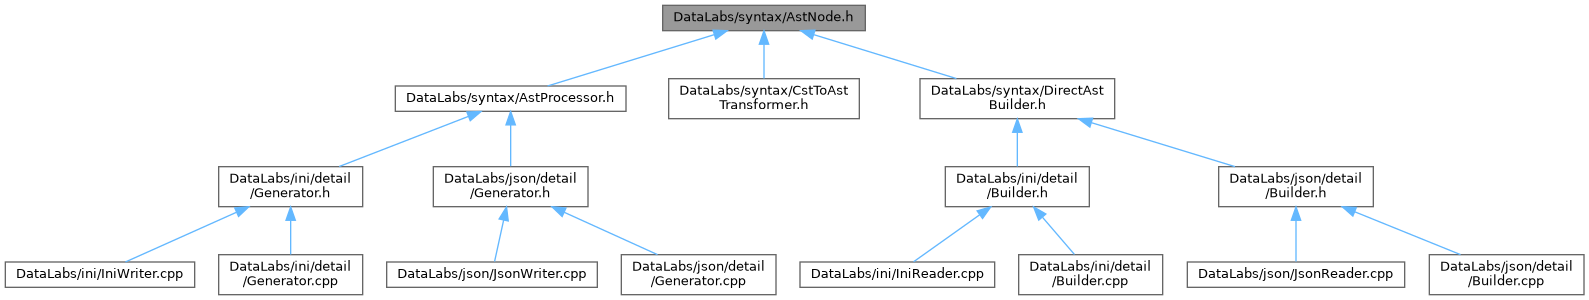 DataLabs/syntax/AstNode.h
DataLabs/syntax/AstProcessor.h
DataLabs/syntax/CstToAst
Transformer.h
DataLabs/syntax/DirectAst
Builder.h
DataLabs/ini/detail
/Generator.h
DataLabs/json/detail
/Generator.h
DataLabs/ini/detail
/Builder.h
DataLabs/json/detail
/Builder.h
DataLabs/ini/IniWriter.cpp
DataLabs/ini/detail
/Generator.cpp
DataLabs/json/JsonWriter.cpp
DataLabs/json/detail
/Generator.cpp
DataLabs/ini/IniReader.cpp
DataLabs/ini/detail
/Builder.cpp
DataLabs/json/JsonReader.cpp
DataLabs/json/detail
/Builder.cpp